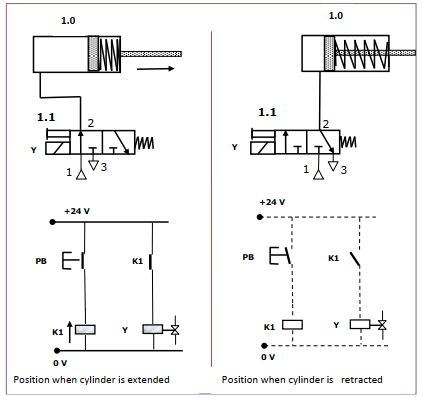 1.0
1.1
2
Y
1
3
+24 V
PB
K1
K1
Y
0 V
Position when cylinder is extended
1.0
1.1
2
Y
1
3
+24 V
PB
K1
K1
Y
0 V
Position when cylinder is retracted